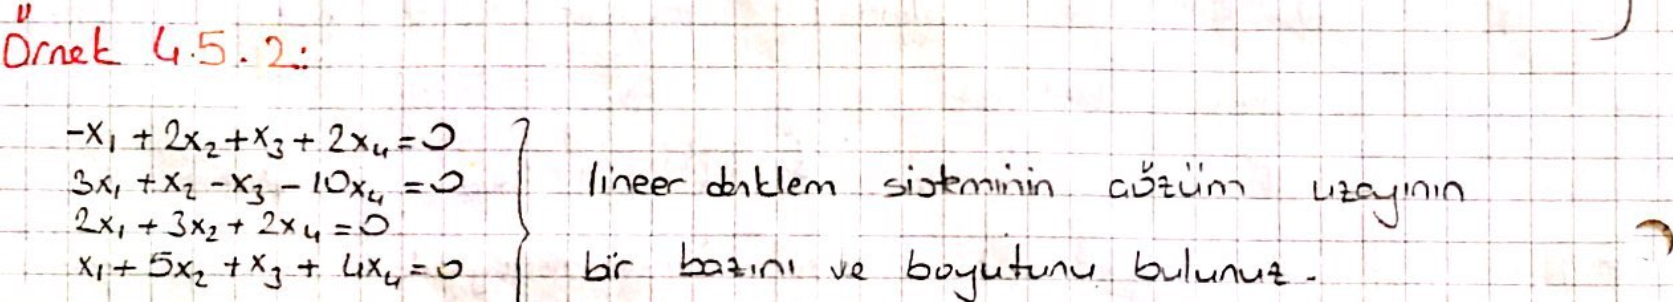 Örnek 4.5.2:
-x₁ + 2x₂ + x₃ + 2x₄ = 0
3x₁ + x₂ - x₃ - 10x₄ = 0 lineer denklem sisteminin çözüm uzayının
2x₁ + 3x₂ + 2x₄ = 0
x₁ + 5x₂ + x₃ + 4x₄ = 0 bir bazını ve boyutunu bulunuz.